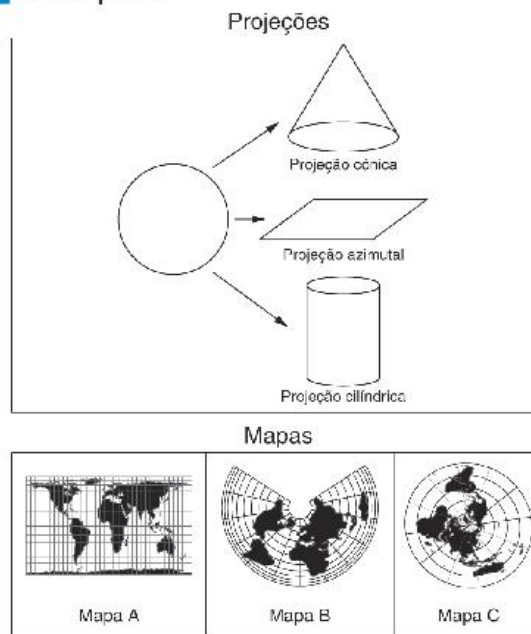 Projeções
Projeção cônica
Projeção azimutal
Projeção cilíndrica
Mapas
Mapa A
Mapa B
Mapa C